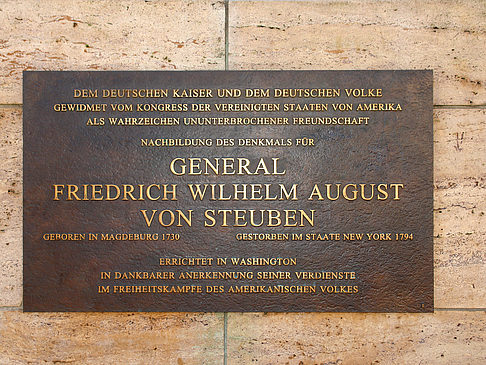 DEM DEUTSCHEN KAISER UND DEM DEUTSCHEN VOLKE
GEWIDMET VOM KONGRESS DER VEREINIGTEN STAATEN VON AMERIKA
ALS WAHRZEICHEN UNUNTERBROCHENER FREUNDSCHAFT
NACHBILDUNG DES DENKMALS FÜR
GENERAL
FRIEDRICH WILHELM AUGUST
VON STEUBEN
GEBOREN IN MAGDEBURG 1730 GESTORBEN IM STAATE NEW YORK 1794
ERRICHTET IN WASHINGTON
IN DANKBARER ANERKENNUNG SEINER VERDIENSTE
IM FREIHEITSKAMPFE DES AMERIKANISCHEN VOLKES